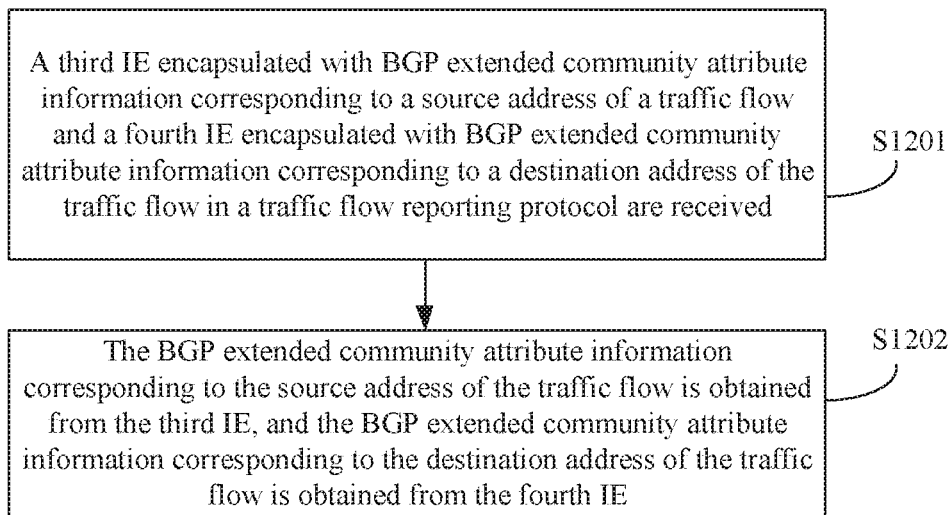 A third IE encapsulated with BGP extended community attribute
information corresponding to a source address of a traffic flow
and a fourth IE encapsulated with BGP extended community
attribute information corresponding to a destination address of the
traffic flow in a traffic flow reporting protocol are received
S1201
The BGP extended community attribute information
corresponding to the source address of the traffic flow is obtained
from the third IE, and the BGP extended community attribute
information corresponding to the destination address of the traffic
flow is obtained from the fourth IE
S1202